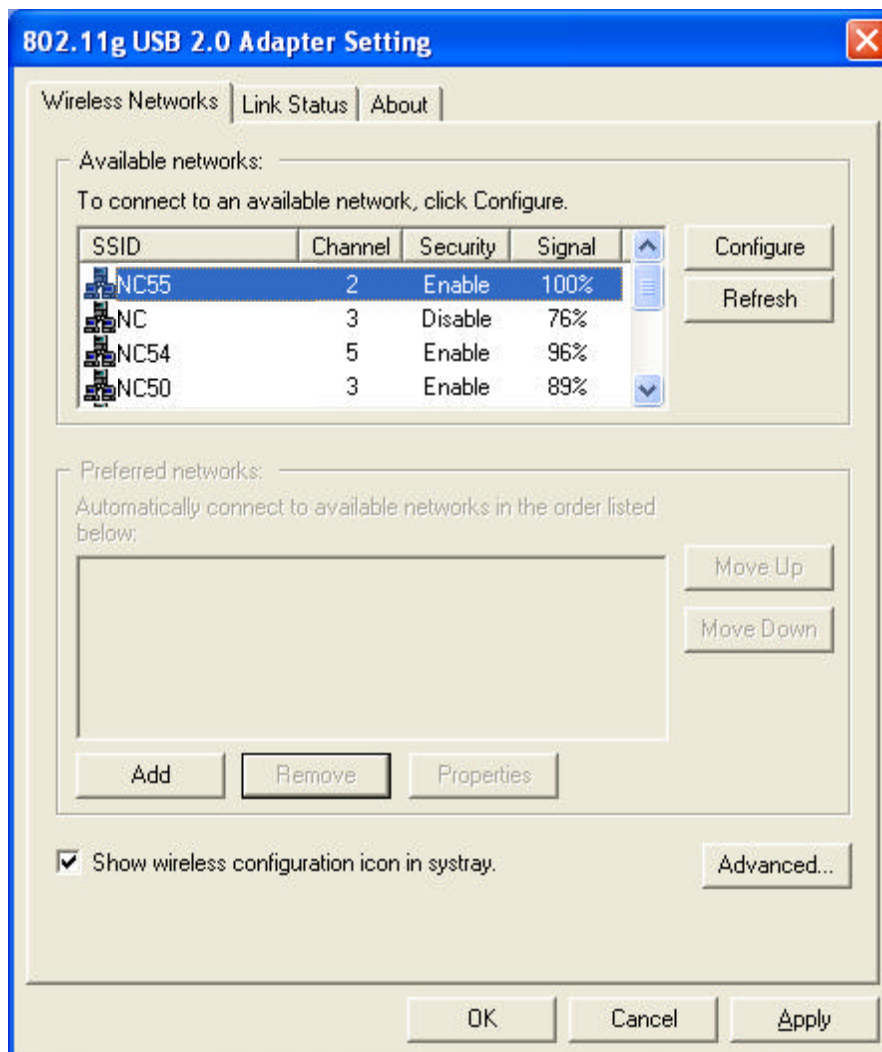 802.11g USB 2.0 Adapter Setting
Wireless Networks Link Status About
Available networks:
To connect to an available network, click Configure.
SSID Channel Security Signal
Configure
NC55 2 Enable 100%
Refresh
NC 3 Disable 76%
NC54 5 Enable 96%
NC50 3 Enable 89%
Preferred networks:
Automatically connect to available networks in the order listed
below:
Move Up
Move Down
Add Remove Properties
Show wireless configuration icon in systray.
Advanced...
OK Cancel Apply